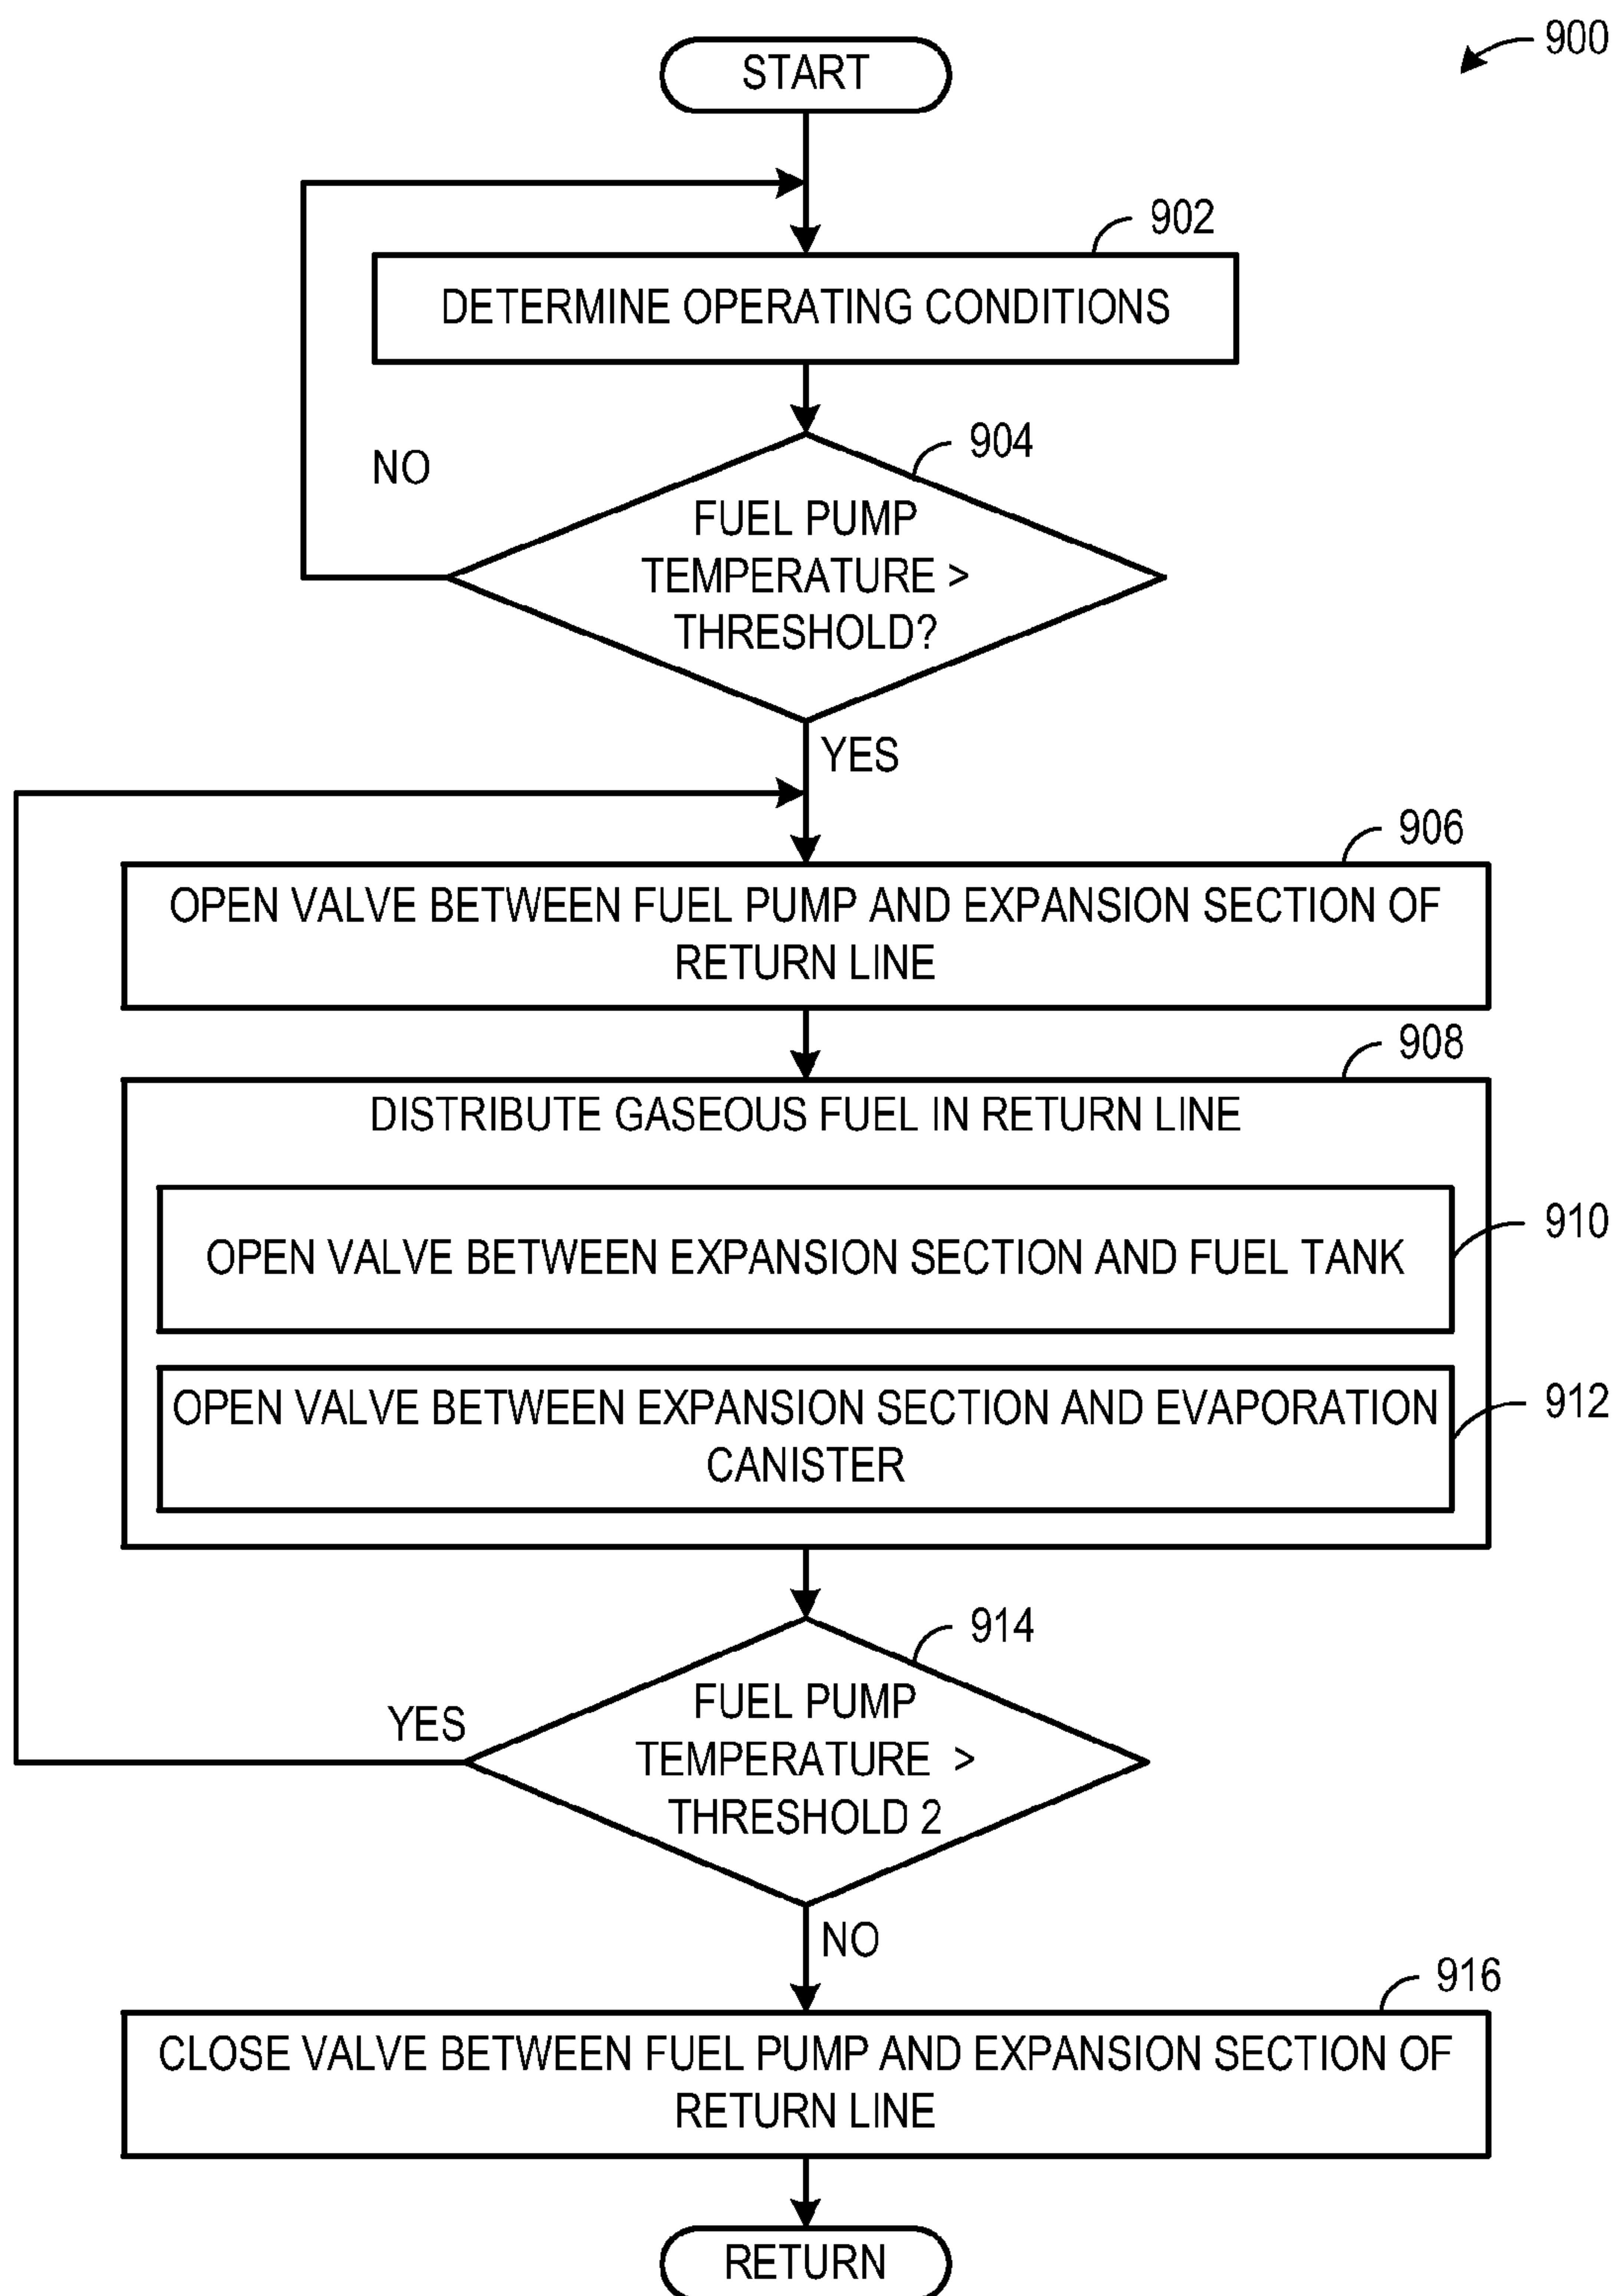 900
START
902
DETERMINE OPERATING CONDITIONS
904
NO
FUEL PUMP
TEMPERATURE >
THRESHOLD?
YES
906
OPEN VALVE BETWEEN FUEL PUMP AND EXPANSION SECTION OF
RETURN LINE
908
DISTRIBUTE GASEOUS FUEL IN RETURN LINE
910
OPEN VALVE BETWEEN EXPANSION SECTION AND FUEL TANK
912
OPEN VALVE BETWEEN EXPANSION SECTION AND EVAPORATION
CANISTER
914
YES
FUEL PUMP
TEMPERATURE >
THRESHOLD 2
NO
916
CLOSE VALVE BETWEEN FUEL PUMP AND EXPANSION SECTION OF
RETURN LINE
RETURN